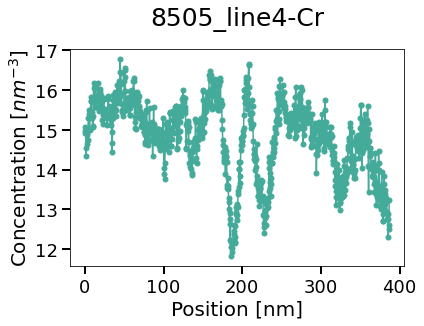 8505_line4-Cr
Concentration [nm⁻³]
17
16
15
14
13
12
0 100 200 300 400
Position [nm]